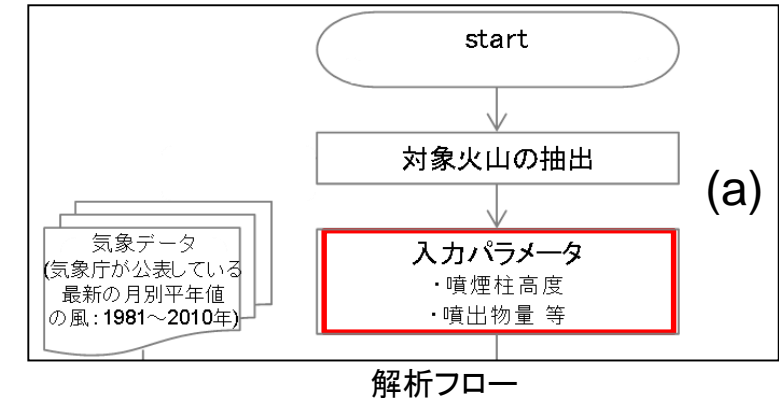 start
対象火山の抽出
(a)
気象データ
(気象庁が公表している
最新の月別平年値
の風:1981～2010年)
入力パラメータ
・噴煙柱高度
・噴出物量 等
解析フロー